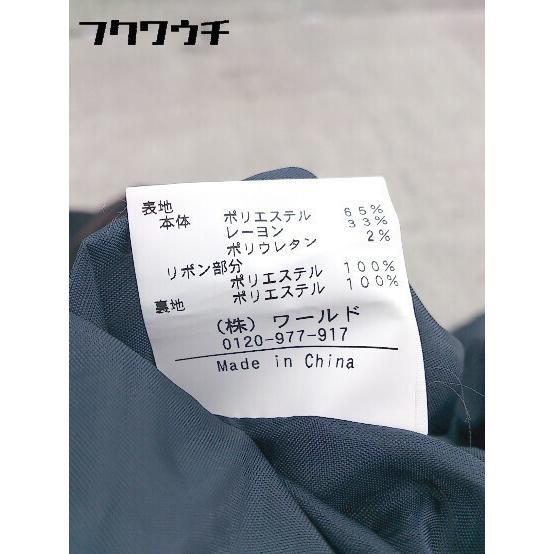 フクワウチ
表地
本体 ポリエステル 65%
レーヨン 33%
ポリウレタン 2%
リボン部分
ポリエステル 100%
裏地 ポリエステル 100%
(株) ワールド
0120-977-917
Made in China